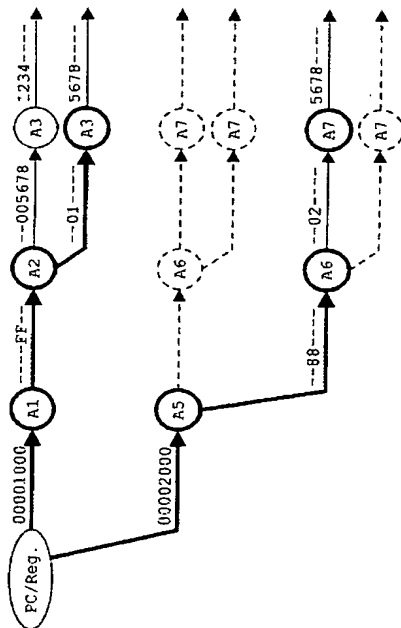 PC/Reg.
00001000
A1
-----FF---
A2
--005678
A3
1234------
---01-----
A3
5678------
00002000
A5
A6
A7
A7
---88-----
A6
---02-----
A7
5678------
A7